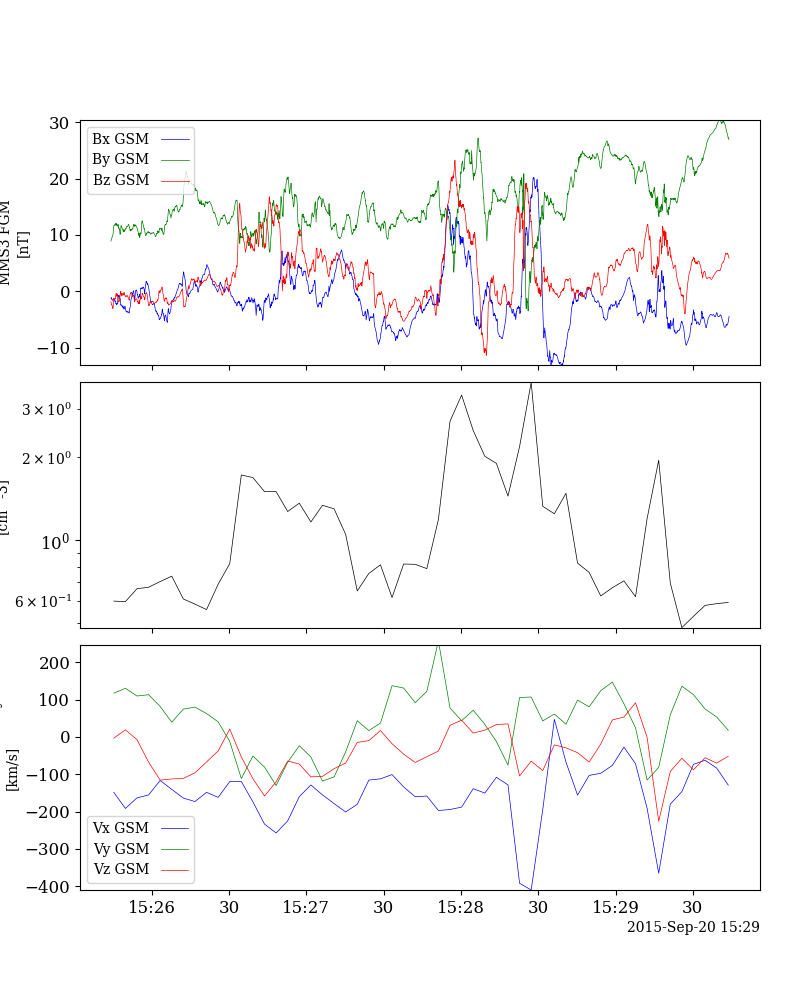 30
20
10
0
−10
MMS3 FGM
[nT]
Bx GSM
By GSM
Bz GSM
3 × 10⁰
2 × 10⁰
10⁰
6 × 10⁻¹
200
100
0
−100
−200
−300
−400
[km/s]
Vx GSM
Vy GSM
Vz GSM
15:26 30 15:27 30 15:28 30 15:29 30
2015-Sep-20 15:29